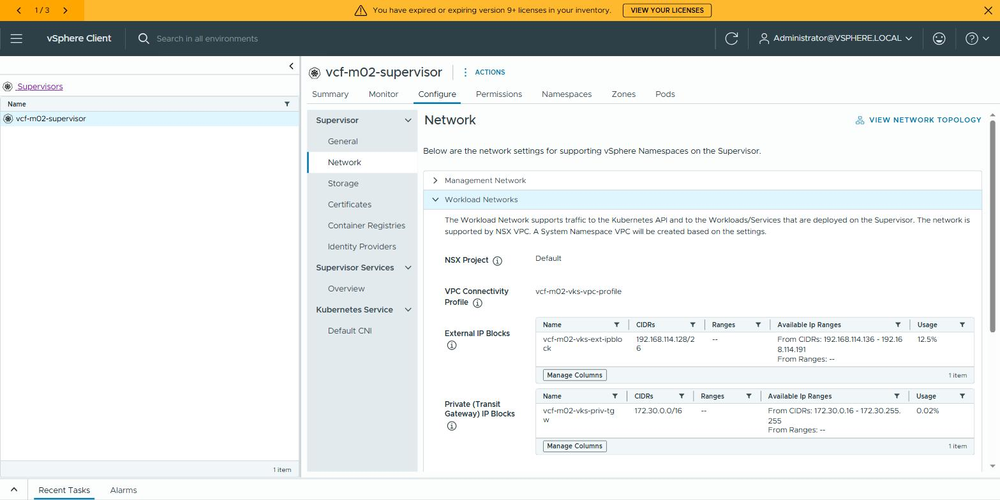 1 / 3
You have expired or expiring version 9+ licenses in your inventory.
VIEW YOUR LICENSES
vSphere Client
Search in all environments
Administrator@VSPHERE.LOCAL
Supervisors
Name
vcf-m02-supervisor
1 item
vcf-m02-supervisor
ACTIONS
Summary Monitor Configure Permissions Namespaces Zones Pods
Supervisor
General
Network
Storage
Certificates
Container Registries
Identity Providers
Supervisor Services
Overview
Kubernetes Service
Default CNI
Network
VIEW NETWORK TOPOLOGY
Below are the network settings for supporting vSphere Namespaces on the Supervisor.
Management Network
Workload Networks
The Workload Network supports traffic to the Kubernetes API and to the Workloads/Services that are deployed on the Supervisor. The network is
supported by NSX VPC. A System Namespace VPC will be created based on the settings.
NSX Project
Default
VPC Connectivity
Profile
vcf-m02-vks-vpc-profile
External IP Blocks
Name CIDRs Ranges Available Ip Ranges Usage
vcf-m02-vks-ext-ipblo
ck
192.168.114.128/2
6
--
From CIDRs: 192.168.114.136 - 192.16
8.114.191
From Ranges: --
12.5%
Manage Columns
1 item
Private (Transit
Gateway) IP Blocks
Name CIDRs Ranges Available Ip Ranges Usage
vcf-m02-vks-priv-tg
w
172.30.0.0/16
--
From CIDRs: 172.30.0.16 - 172.30.255.
255
From Ranges: --
0.02%
Manage Columns
1 item
Recent Tasks Alarms